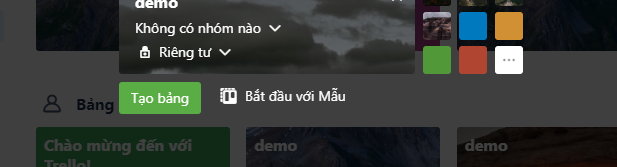 demo
Không có nhóm nào
Riêng tư
Bảng
Tạo bảng
Bắt đầu với Mẫu
Chào mừng đến với
Trello!
demo
demo